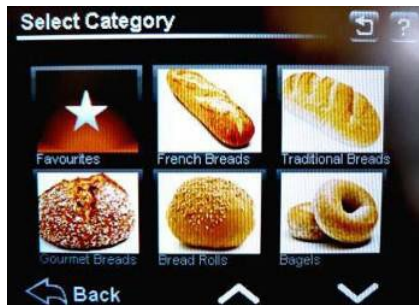 Select Category
?
Favourites French Breads Traditional Breads
Gourmet Breads Bread Rolls Bagels
Back